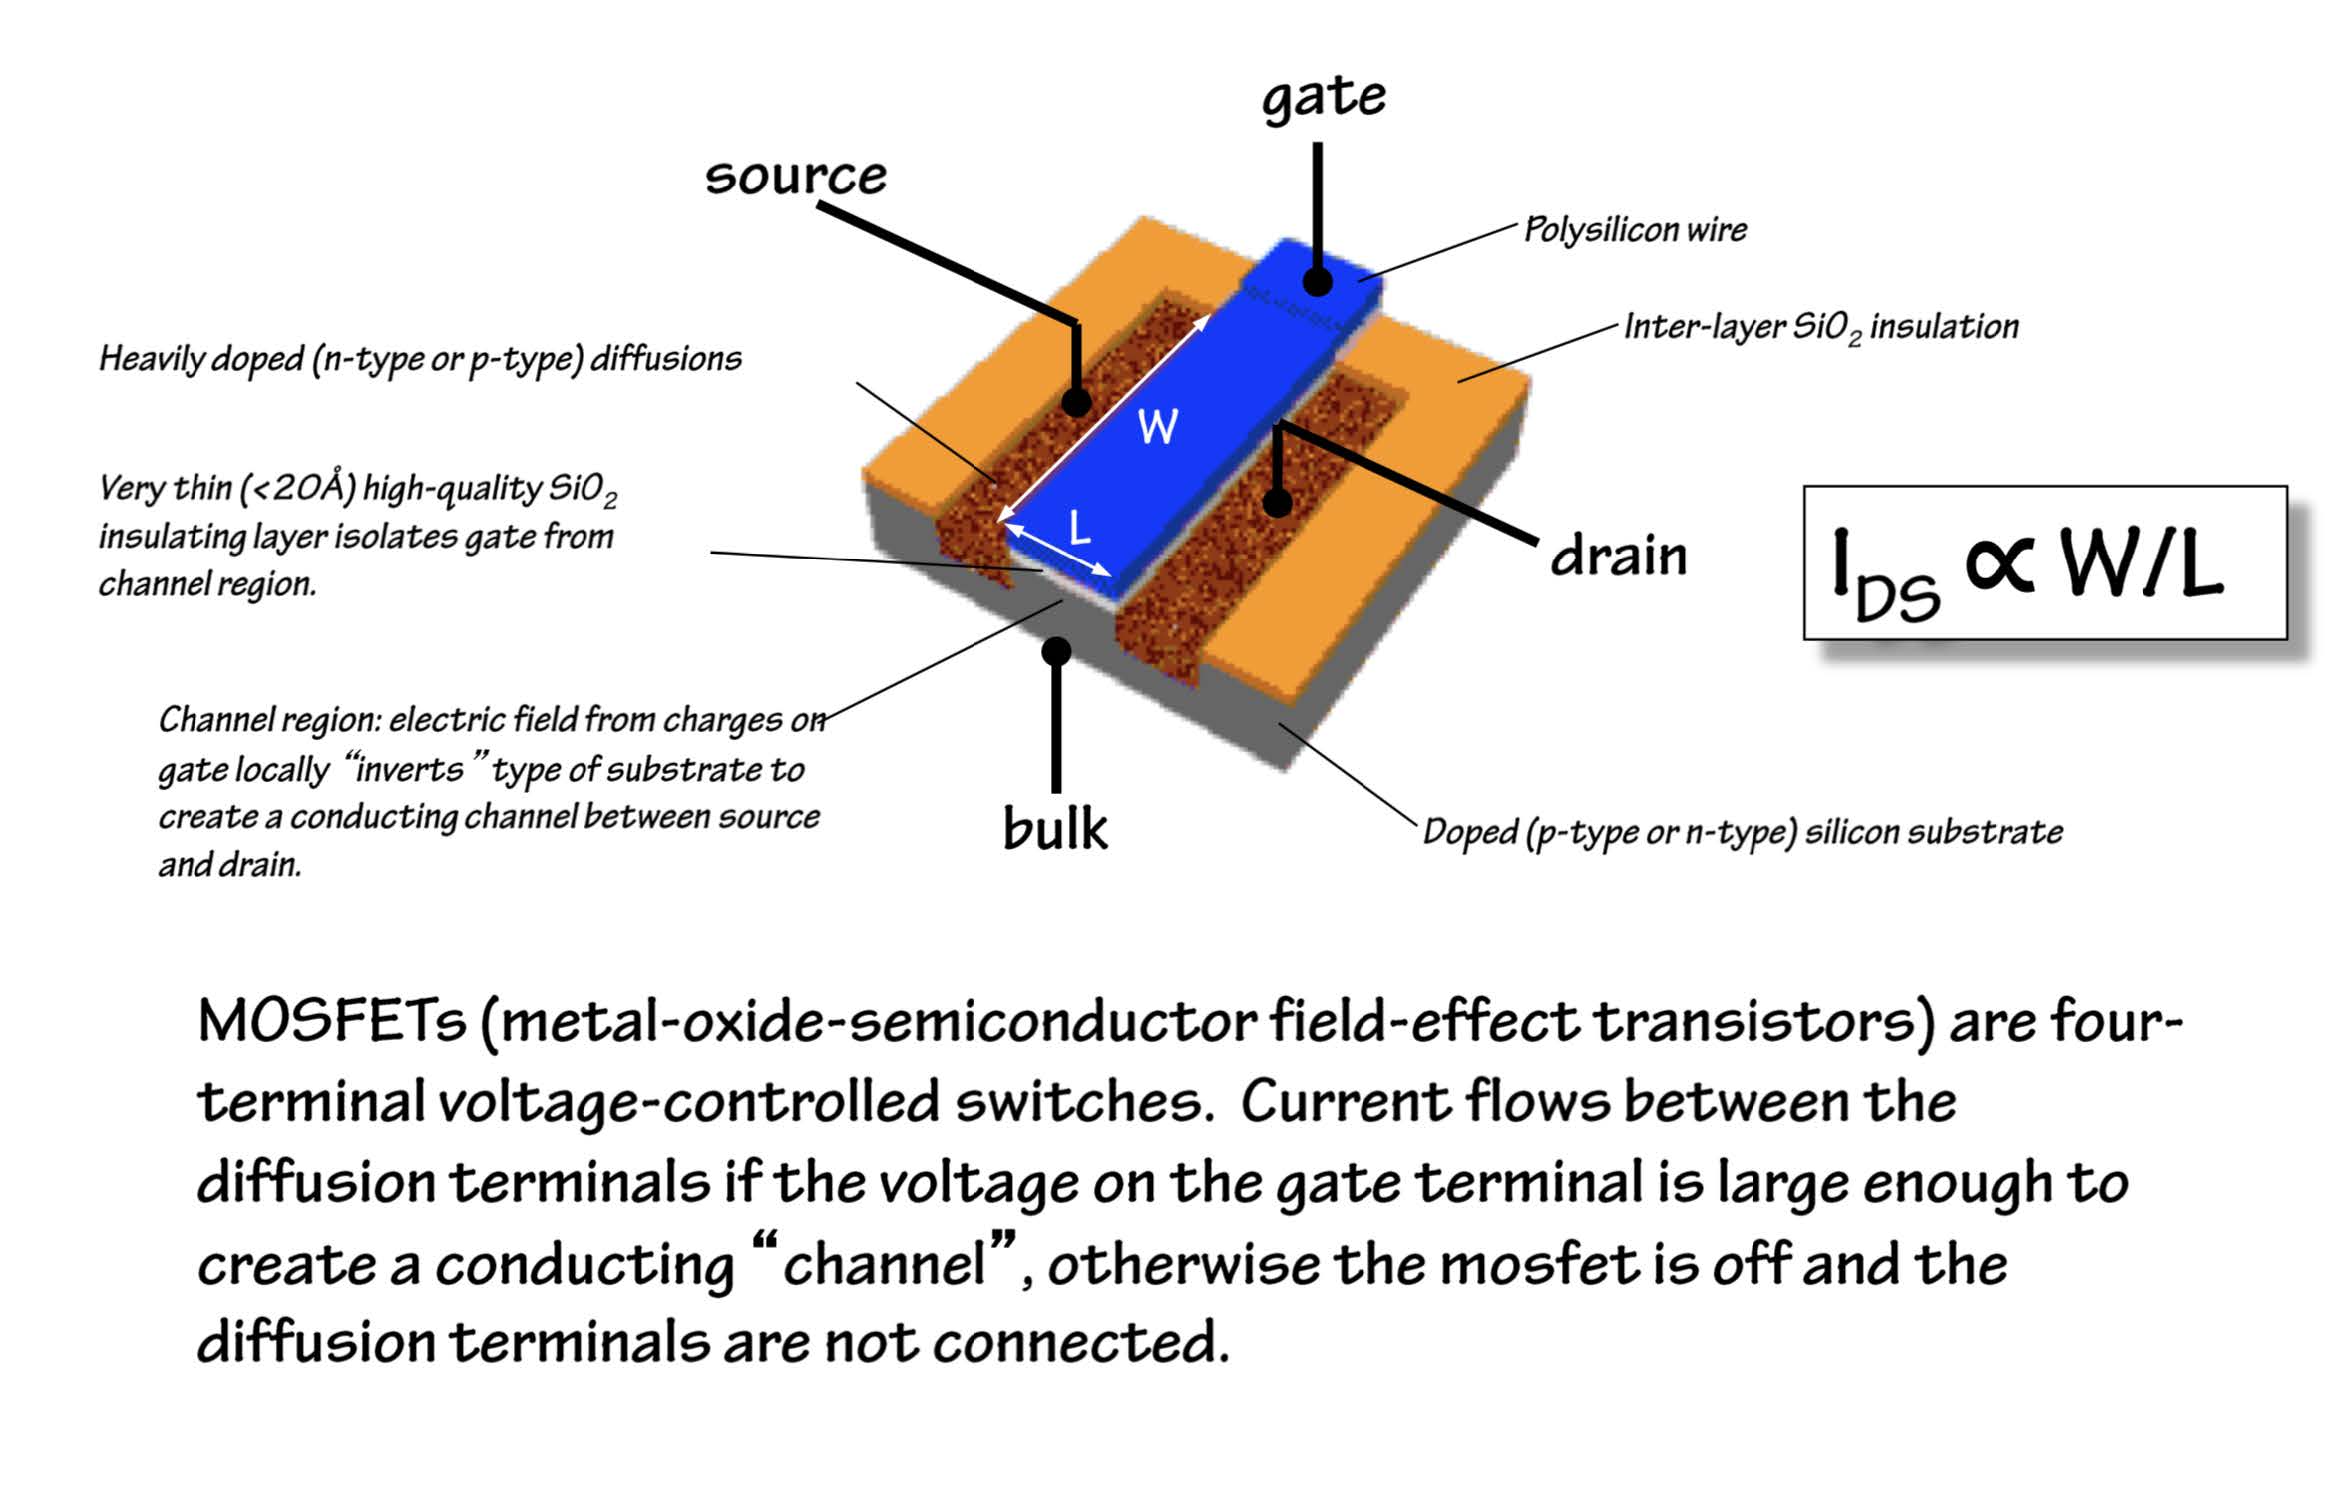 gate
source
Polysilicon wire
Inter-layer SiO₂ insulation
Heavily doped (n-type or p-type) diffusions
W
Very thin (<20Å) high-quality SiO₂
insulating layer isolates gate from
channel region.
L
drain
I_DS ∝ W/L
Channel region: electric field from charges on
gate locally “inverts” type of substrate to
create a conducting channel between source
and drain.
bulk
Doped (p-type or n-type) silicon substrate
MOSFETs (metal-oxide-semiconductor field-effect transistors) are four-
terminal voltage-controlled switches. Current flows between the
diffusion terminals if the voltage on the gate terminal is large enough to
create a conducting “channel”, otherwise the mosfet is off and the
diffusion terminals are not connected.